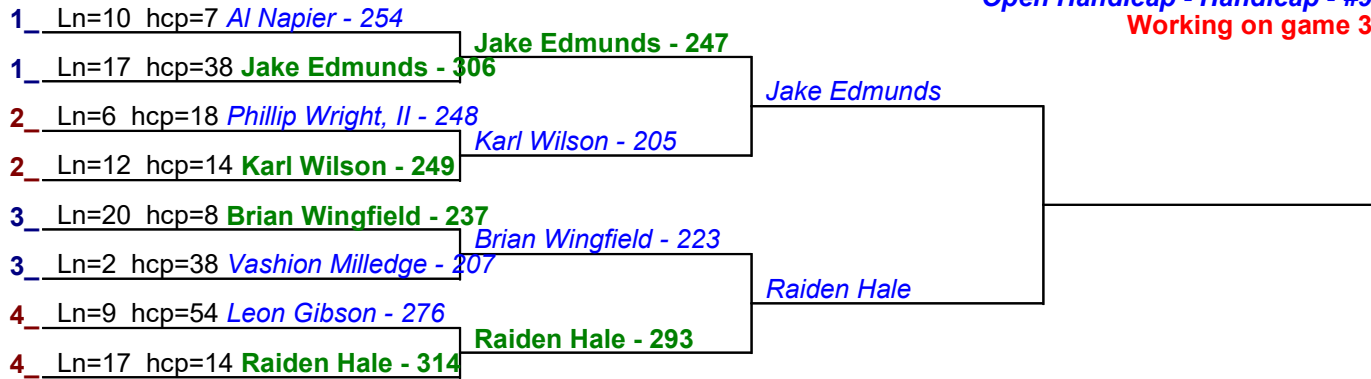 Open Handicap - Handicap - #9
Working on game 3
1_ Ln=10 hcp=7 Al Napier - 254
Jake Edmunds - 247
1_ Ln=17 hcp=38 Jake Edmunds - 306
Jake Edmunds
2_ Ln=6 hcp=18 Phillip Wright, II - 248
Karl Wilson - 205
2_ Ln=12 hcp=14 Karl Wilson - 249
3_ Ln=20 hcp=8 Brian Wingfield - 237
Brian Wingfield - 223
3_ Ln=2 hcp=38 Vashion Milledge - 207
Raiden Hale
4_ Ln=9 hcp=54 Leon Gibson - 276
Raiden Hale - 293
4_ Ln=17 hcp=14 Raiden Hale - 314